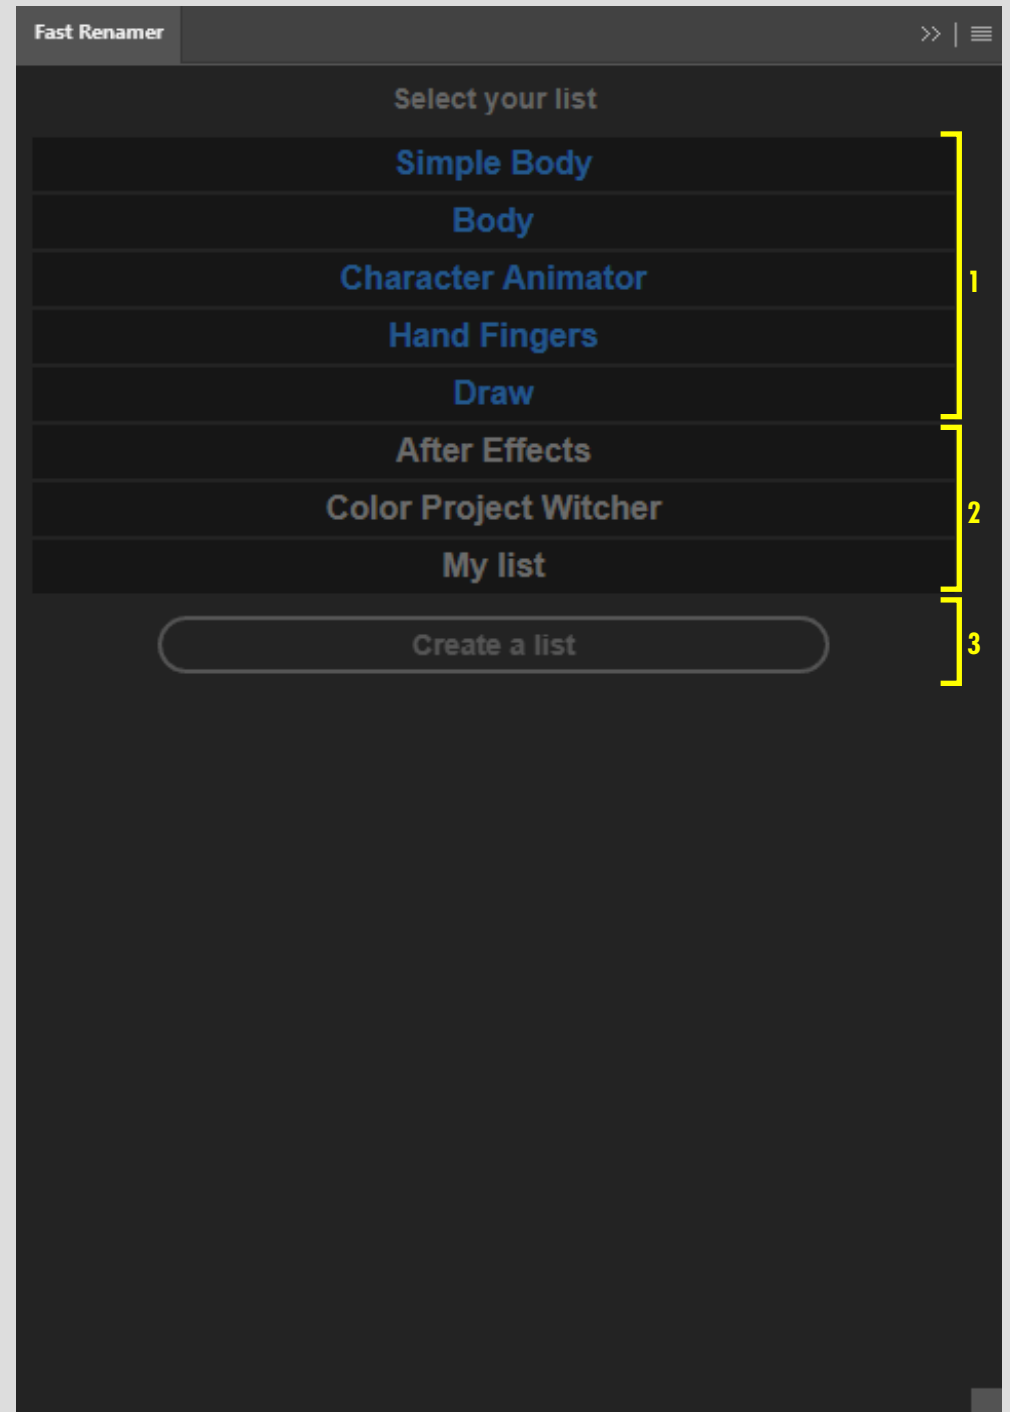 Fast Renamer
Select your list
Simple Body
Body
Character Animator
Hand Fingers
Draw
1
After Effects
Color Project Witcher
My list
2
Create a list
3